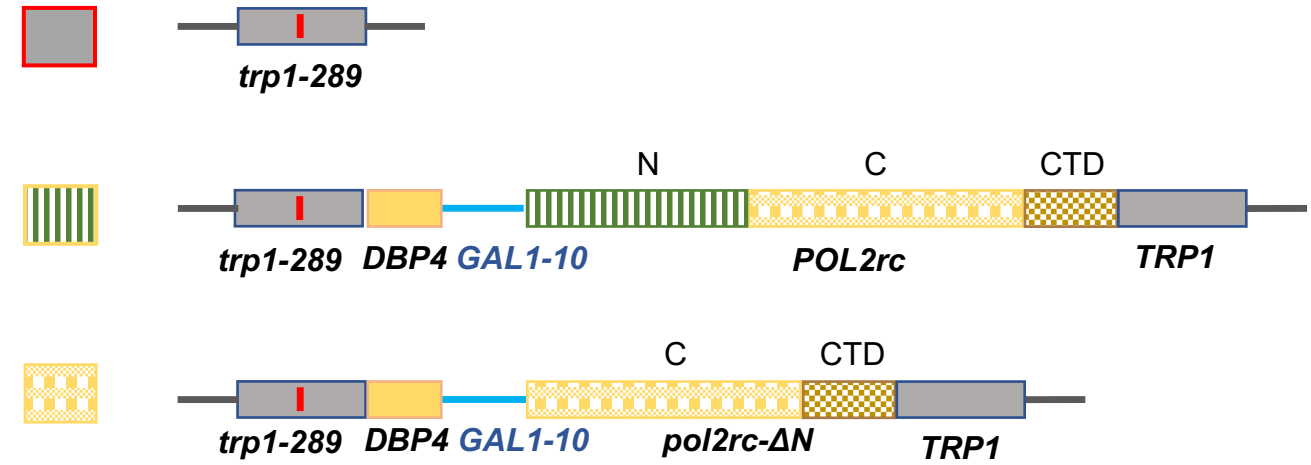 trp1-289
N C CTD
trp1-289 DBP4 GAL1-10 POL2rc TRP1
C CTD
trp1-289 DBP4 GAL1-10 pol2rc-ΔN TRP1